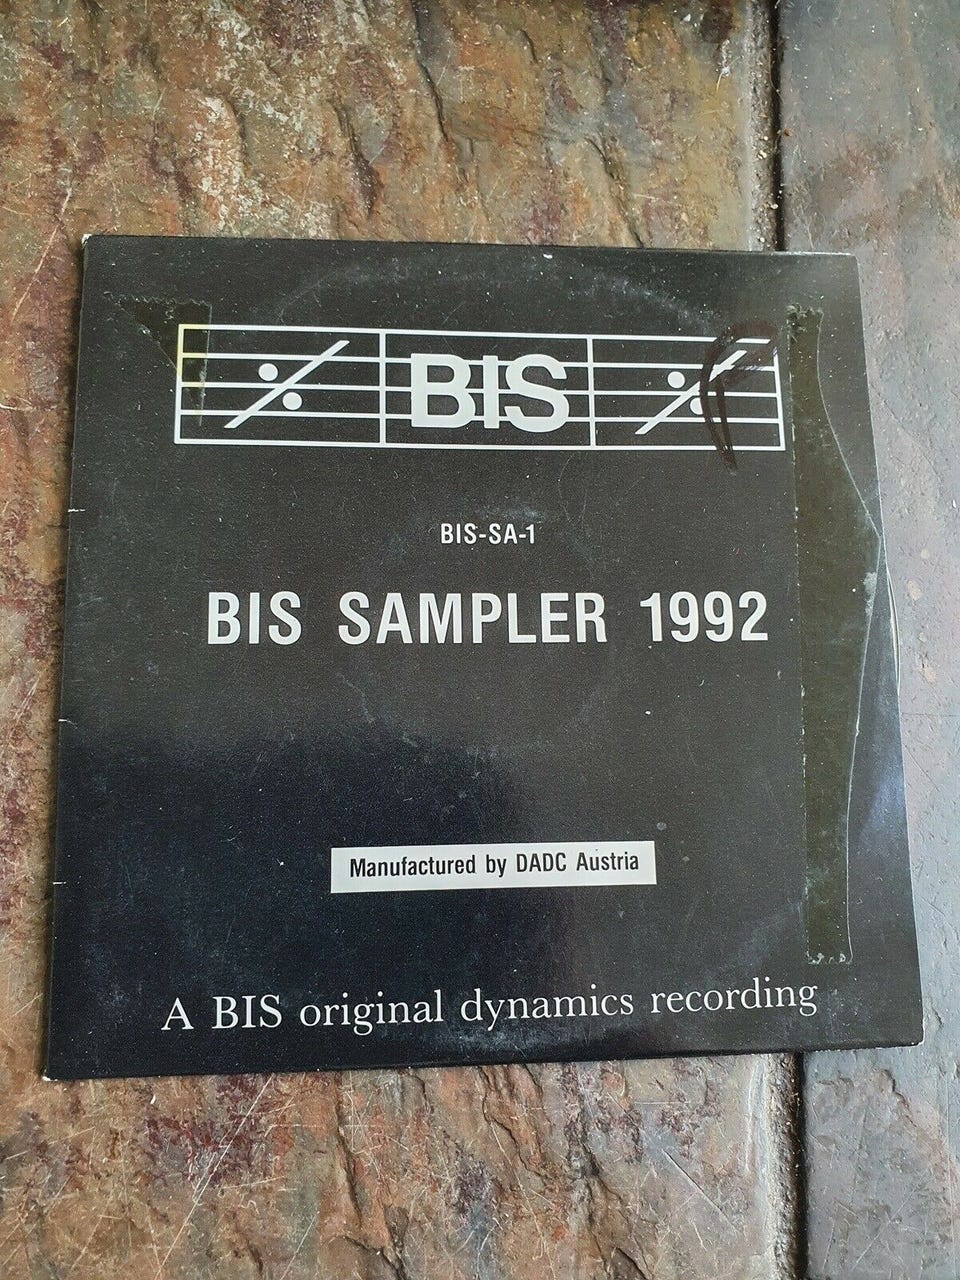 BIS
BIS-SA-1
BIS SAMPLER 1992
Manufactured by DADC Austria
A BIS original dynamics recording